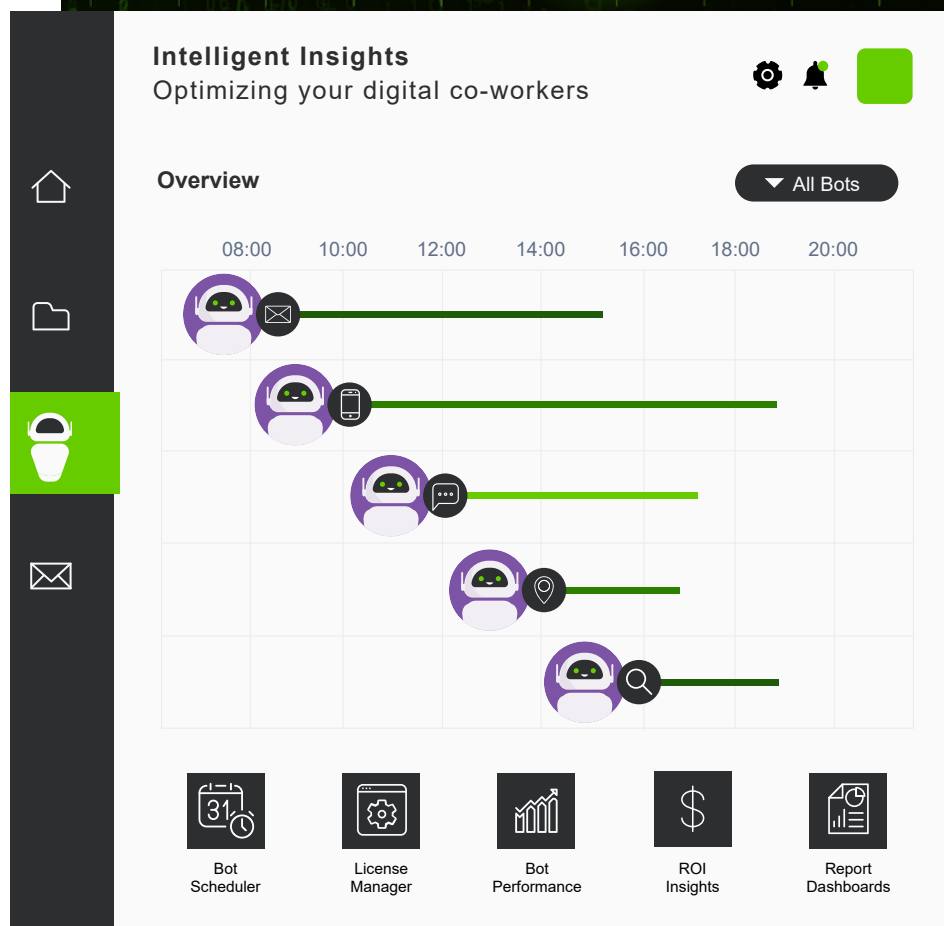 Intelligent Insights
Optimizing your digital co-workers
Overview
All Bots
08:00 10:00 12:00 14:00 16:00 18:00 20:00
31
Bot
Scheduler
License
Manager
Bot
Performance
$
ROI
Insights
Report
Dashboards